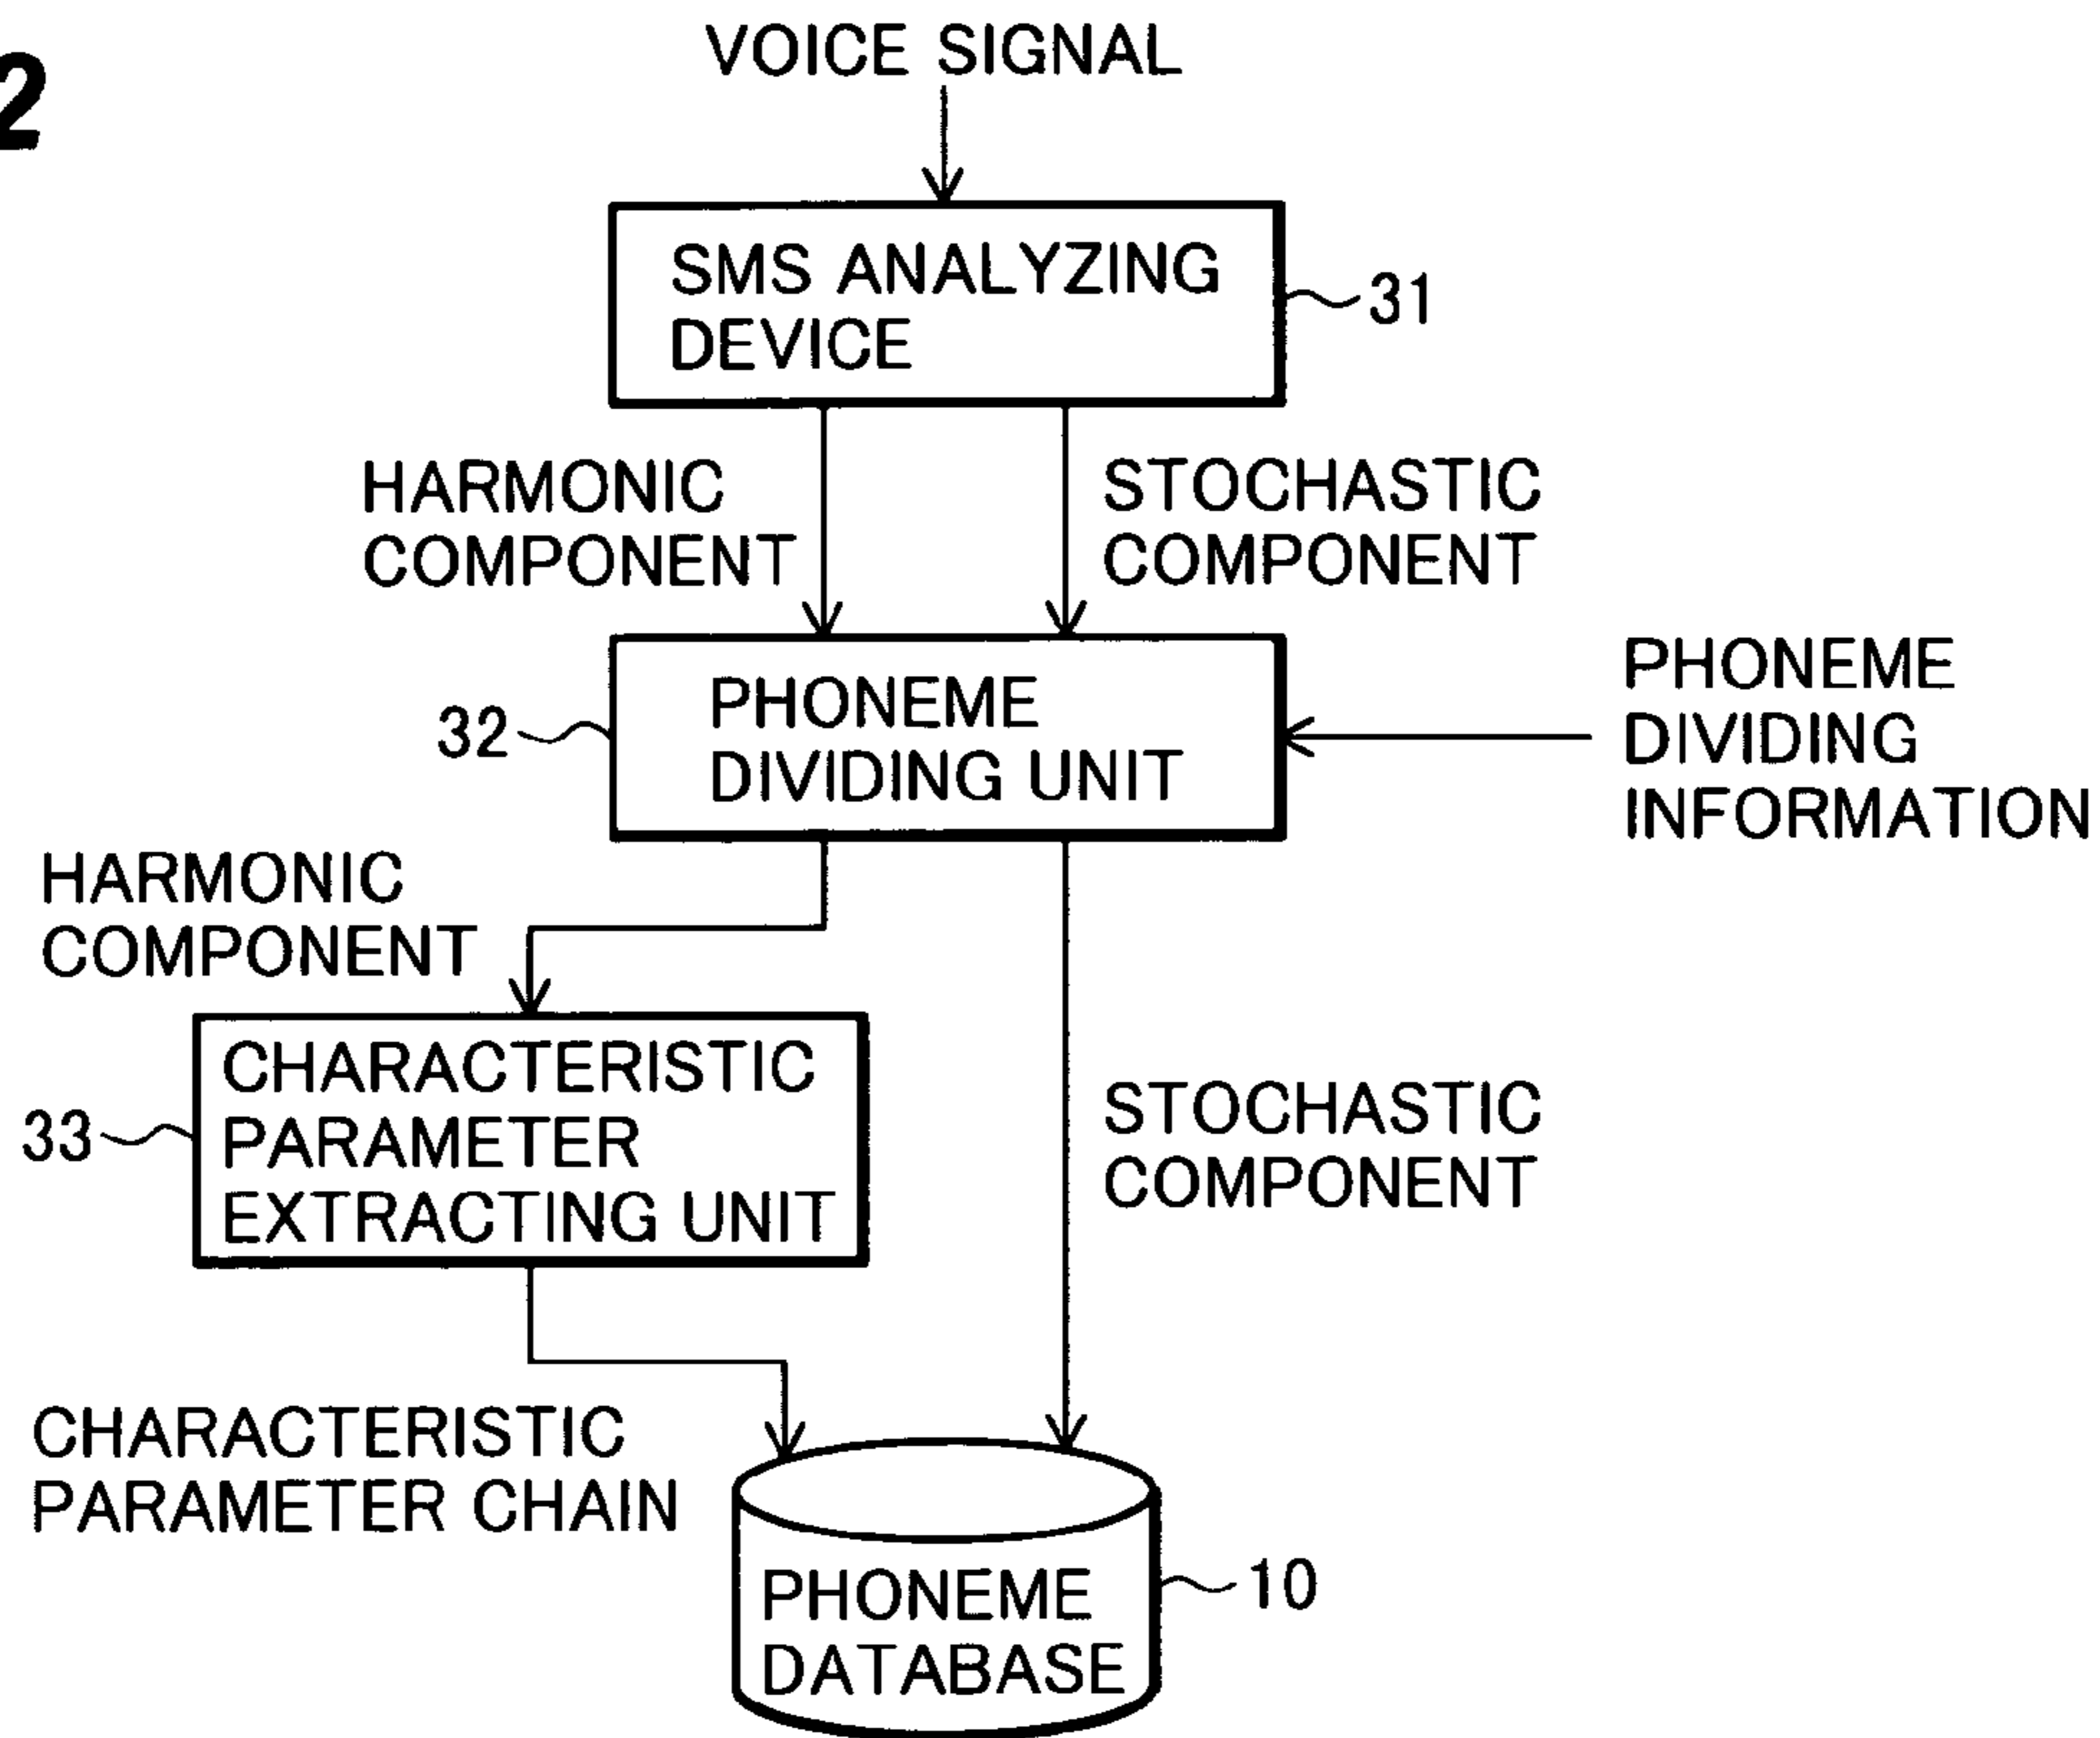 2
VOICE SIGNAL
SMS ANALYZING
DEVICE
31
HARMONIC
COMPONENT
STOCHASTIC
COMPONENT
PHONEME
DIVIDING UNIT
32
PHONEME
DIVIDING
INFORMATION
HARMONIC
COMPONENT
CHARACTERISTIC
PARAMETER
EXTRACTING UNIT
33
STOCHASTIC
COMPONENT
CHARACTERISTIC
PARAMETER CHAIN
PHONEME
DATABASE
10